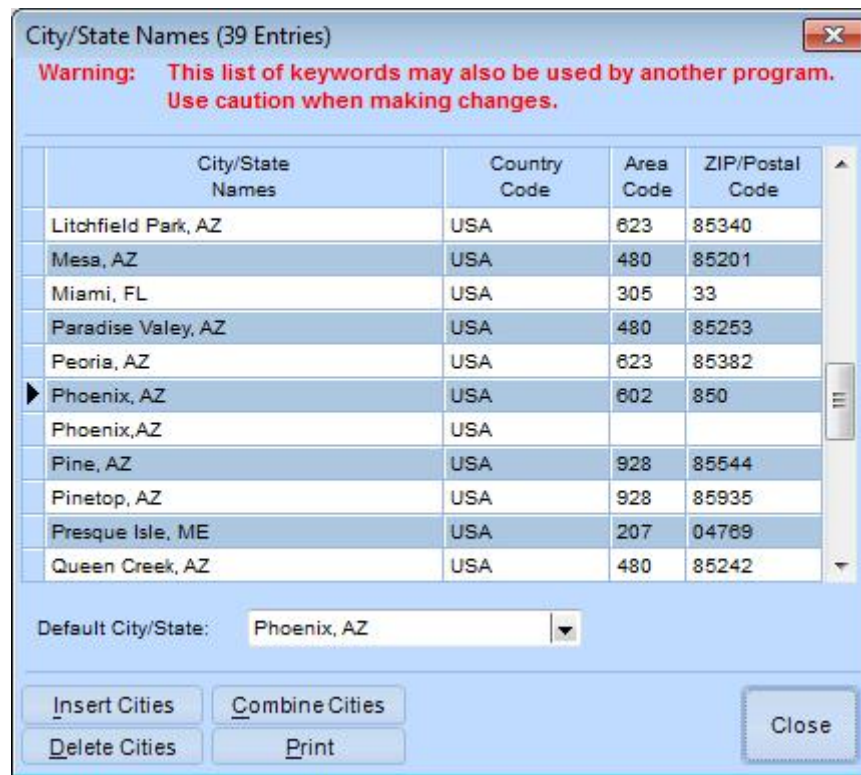 City/State Names (39 Entries)
Warning: This list of keywords may also be used by another program.
Use caution when making changes.
City/State Names Country Code Area Code ZIP/Postal Code
Litchfield Park, AZ USA 623 85340
Mesa, AZ USA 480 85201
Miami, FL USA 305 33
Paradise Valey, AZ USA 480 85253
Peoria, AZ USA 623 85382
Phoenix, AZ USA 602 850
Phoenix,AZ USA
Pine, AZ USA 928 85544
Pinetop, AZ USA 928 85935
Presque Isle, ME USA 207 04769
Queen Creek, AZ USA 480 85242
Default City/State: Phoenix, AZ
Insert Cities Combine Cities
Close
Delete Cities Print